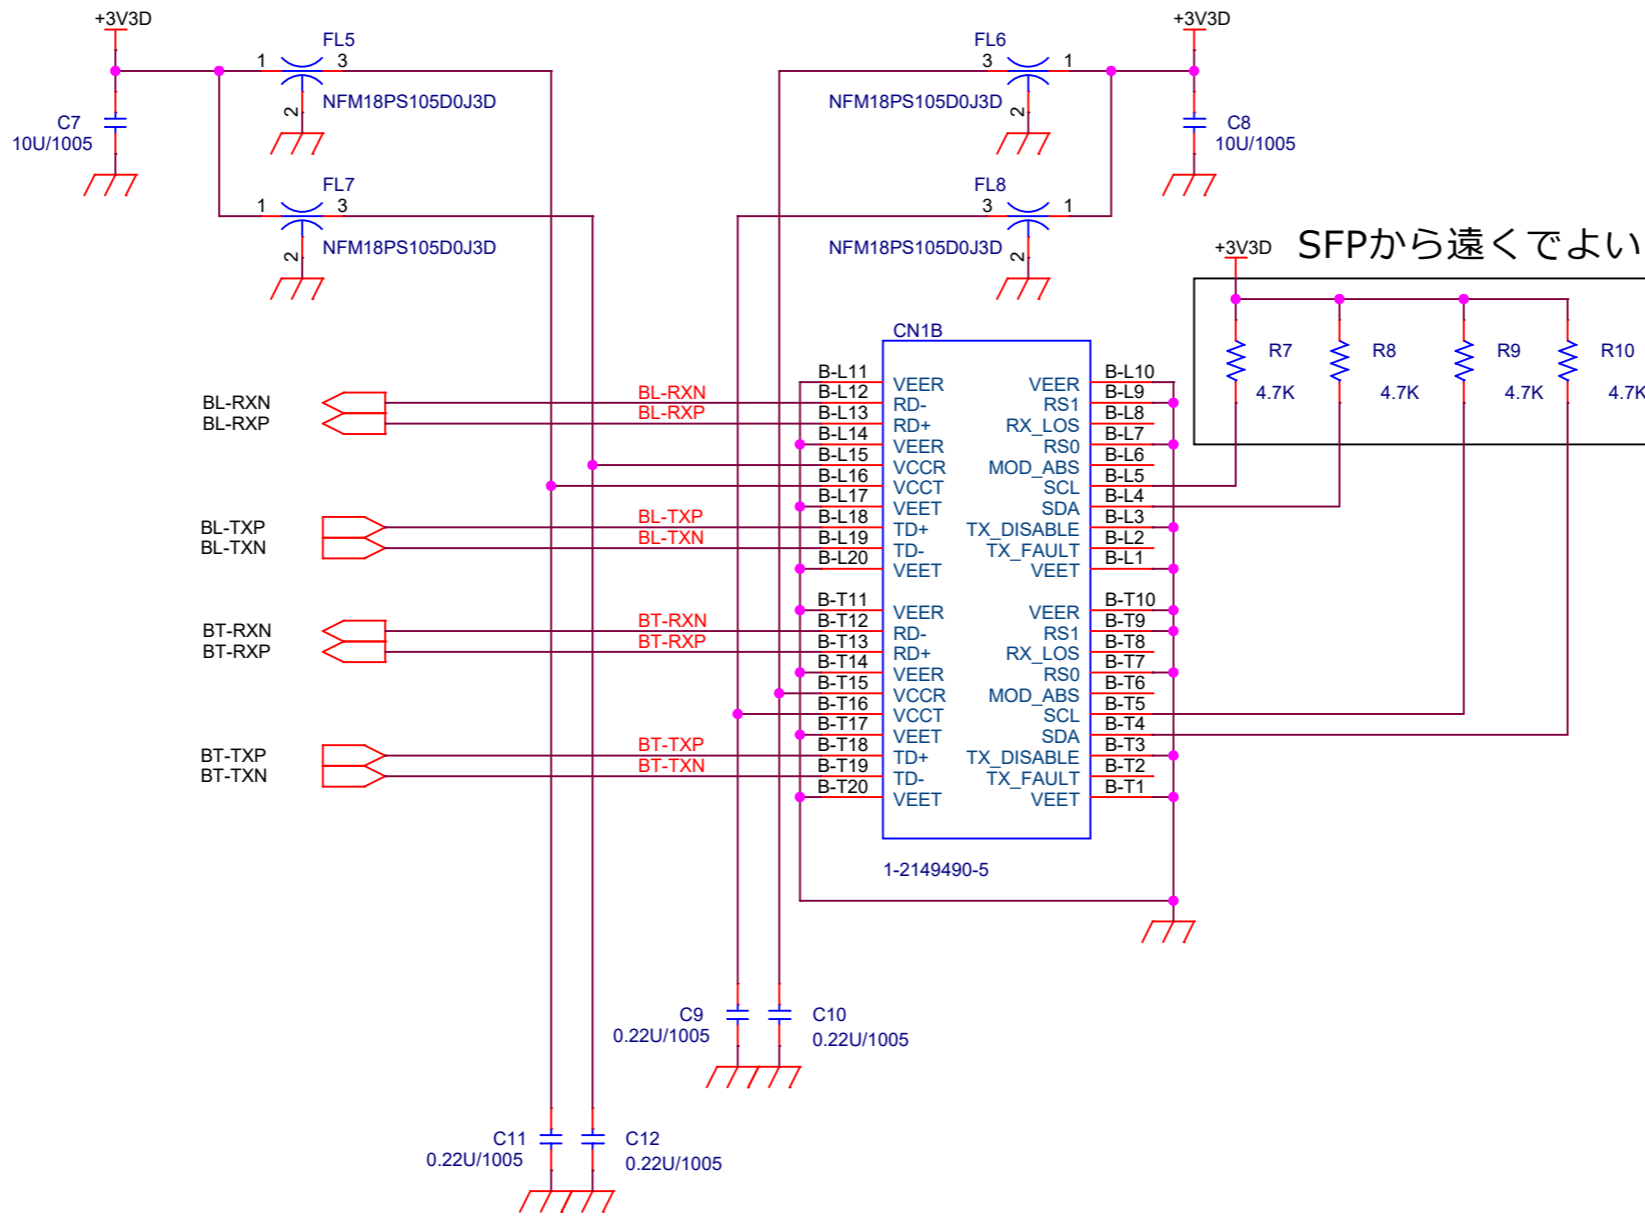 +3V3D
+3V3D
FL5
FL6
1
3
3
1
2
NFM18PS105D0J3D
NFM18PS105D0J3D
2
C7
10U/1005
C8
10U/1005
FL7
FL8
1
3
3
1
2
NFM18PS105D0J3D
NFM18PS105D0J3D
2
+3V3D
SFPから遠くでよい
R7
R8
R9
R10
4.7K
4.7K
4.7K
4.7K
CN1B
B-L11 VEER VEER B-L10
BL-RXN BL-RXN B-L12 RD- RS1 B-L9
BL-RXP BL-RXP B-L13 RD+ RX_LOS B-L8
B-L14 VEER RS0 B-L7
B-L15 VCCR MOD_ABS B-L6
B-L16 VCCT SCL B-L5
B-L17 VEET SDA B-L4
BL-TXP BL-TXP B-L18 TD+ TX_DISABLE B-L3
BL-TXN BL-TXN B-L19 TD- TX_FAULT B-L2
B-L20 VEET VEET B-L1
B-T11 VEER VEER B-T10
BT-RXN BT-RXN B-T12 RD- RS1 B-T9
BT-RXP BT-RXP B-T13 RD+ RX_LOS B-T8
B-T14 VEER RS0 B-T7
B-T15 VCCR MOD_ABS B-T6
B-T16 VCCT SCL B-T5
B-T17 VEET SDA B-T4
BT-TXP BT-TXP B-T18 TD+ TX_DISABLE B-T3
BT-TXN BT-TXN B-T19 TD- TX_FAULT B-T2
B-T20 VEET VEET B-T1
1-2149490-5
C9
0.22U/1005
C10
0.22U/1005
C11
0.22U/1005
C12
0.22U/1005